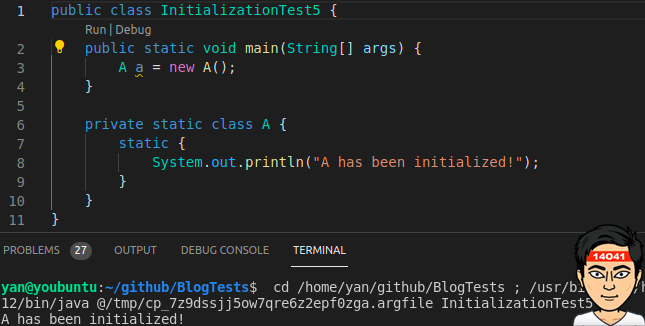 1 public class InitializationTest5 {
Run | Debug
2 public static void main(String[] args) {
3 A a = new A();
4 }
5
6 private static class A {
7 static {
8 System.out.println("A has been initialized!");
9 }
10 }
11 }
PROBLEMS 27 OUTPUT DEBUG CONSOLE TERMINAL
14041
yan@youbuntu:~/github/BlogTests$ cd /home/yan/github/BlogTests ; /usr/bi
12/bin/java @/tmp/cp_7z9dssjj5ow7qre6z2epf0zga.argfile InitializationTest5
A has been initialized!